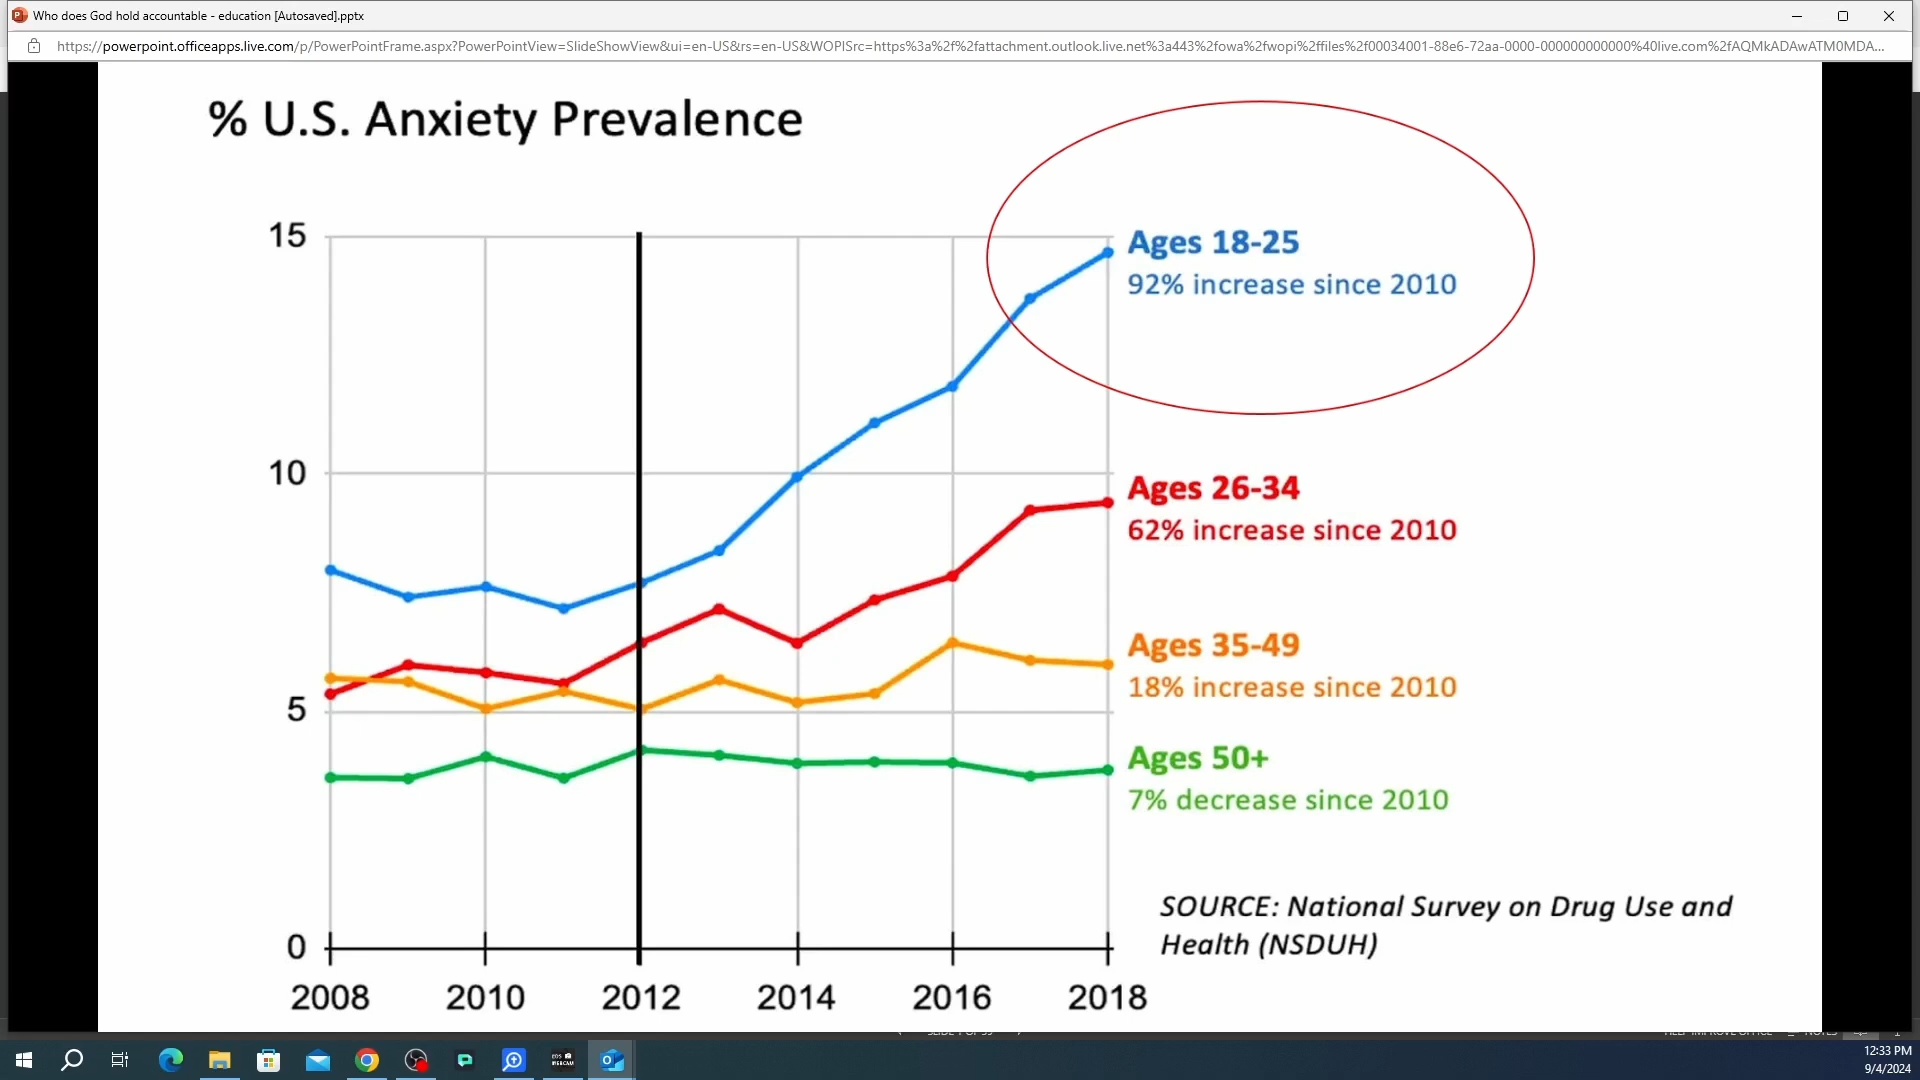 Who does God hold accountable - education [Autosaved].pptx
https://powerpoint.officeapps.live.com/p/PowerPointFrame.aspx?PowerPointView=SlideShowView&ui=en-US&rs=en-US&WOPISrc=https%3a%2f%2fattachment.outlook.live.net%3a443%2fowa%2fwopi%2ffiles%2f00034001-88e6-72aa-0000-000000000000%40live.com%2fAQMkADAwATM0MDA...
% U.S. Anxiety Prevalence
15
Ages 18-25
92% increase since 2010
10
Ages 26-34
62% increase since 2010
Ages 35-49
18% increase since 2010
5
Ages 50+
7% decrease since 2010
SOURCE: National Survey on Drug Use and
Health (NSDUH)
0
2008 2010 2012 2014 2016 2018
12:33 PM
9/4/2024